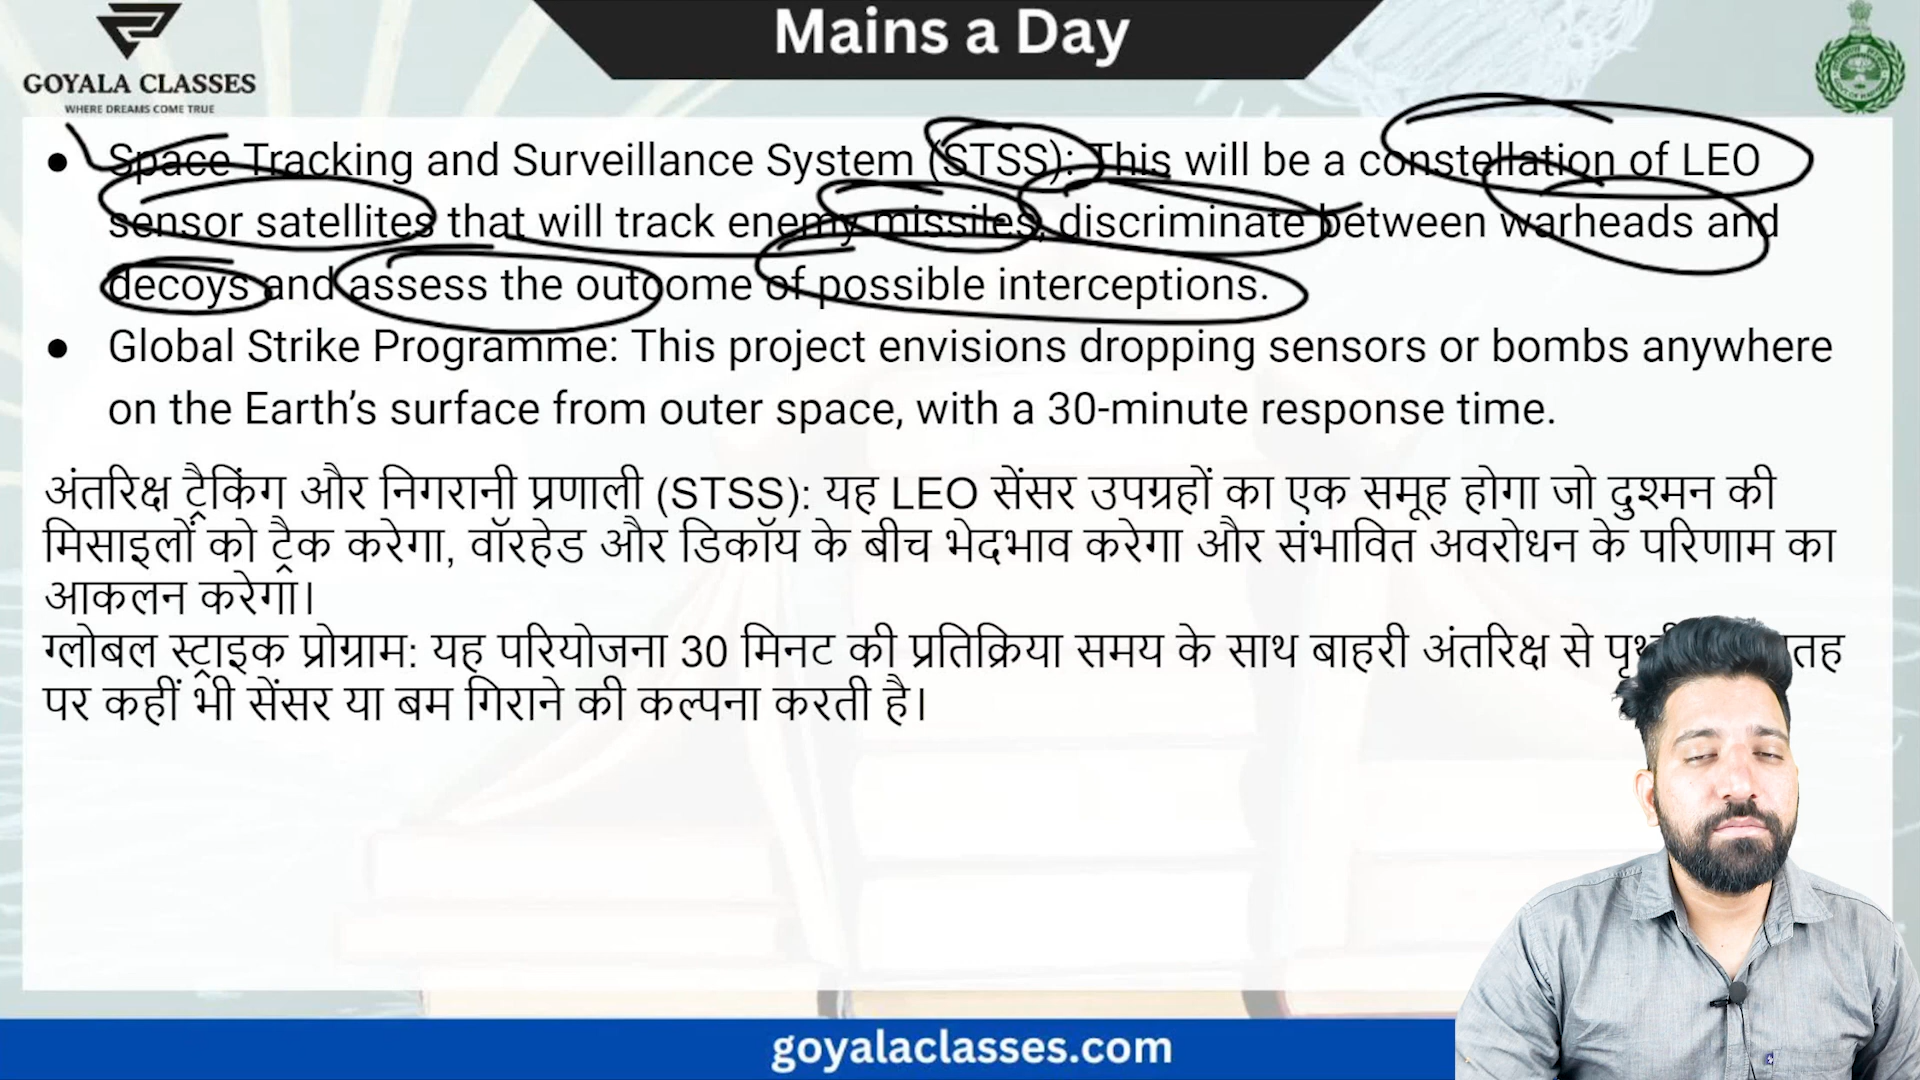 Mains a Day
GOYALA CLASSES
WHERE DREAMS COME TRUE
● Space Tracking and Surveillance System (STSS): This will be a constellation of LEO
sensor satellites that will track enemy missiles, discriminate between warheads and
decoys and assess the outcome of possible interceptions.
● Global Strike Programme: This project envisions dropping sensors or bombs anywhere
on the Earth’s surface from outer space, with a 30-minute response time.
अंतरिक्ष ट्रैकिंग और निगरानी प्रणाली (STSS): यह LEO सेंसर उपग्रहों का एक समूह होगा जो दुश्मन की
मिसाइलों को ट्रैक करेगा, वॉरहेड और डिकॉय के बीच भेदभाव करेगा और संभावित अवरोधन के परिणाम का
आकलन करेगा।
ग्लोबल स्ट्राइक प्रोग्राम: यह परियोजना 30 मिनट की प्रतिक्रिया समय के साथ बाहरी अंतरिक्ष से
पर कहीं भी सेंसर या बम गिराने की कल्पना करती है।
goyalaclasses.com